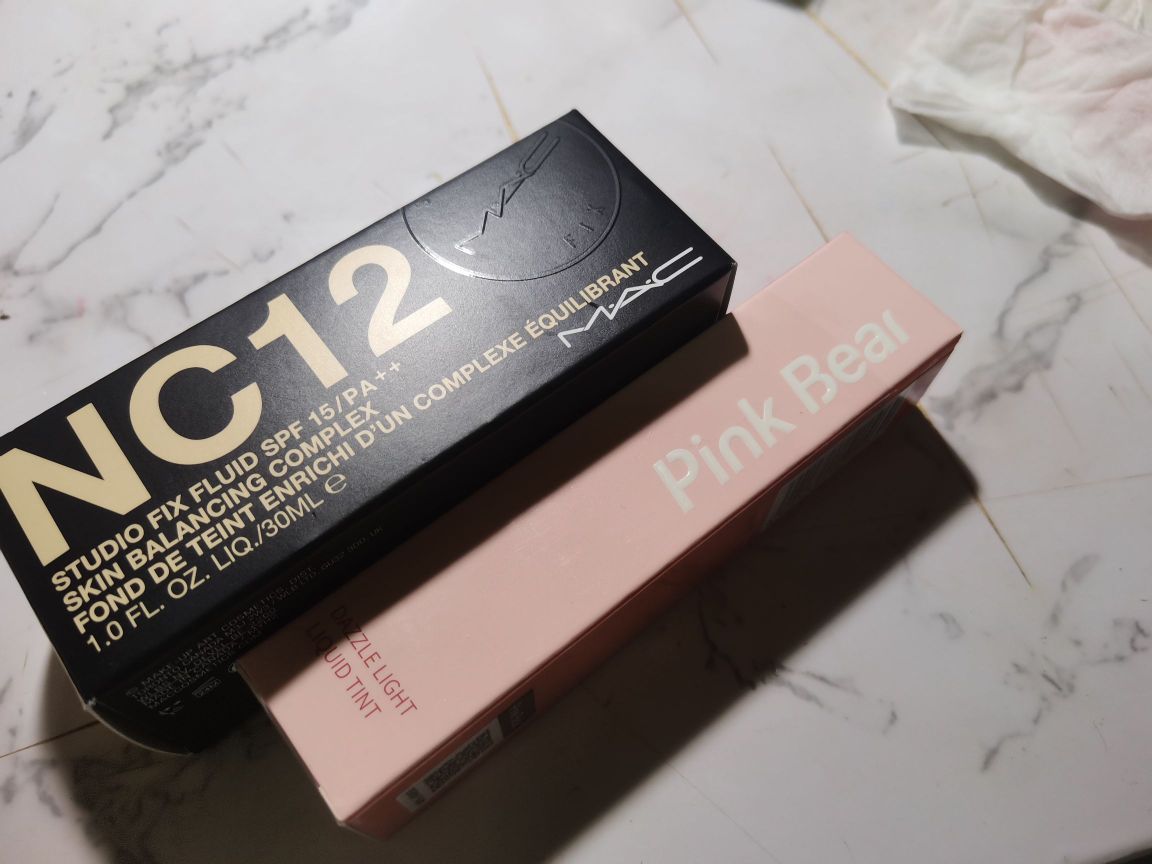 NC12
STUDIO FIX FLUID SPF 15/PA++
SKIN BALANCING COMPLEX
FOND DE TEINT ENRICHI D'UN COMPLEXE ÉQUILIBRANT
1.0 FL. OZ. LIQ./30ML ℮
M·A·C
FIX
M·A·C
Pink Bear
DAZZLE LIGHT
LIQUID TINT